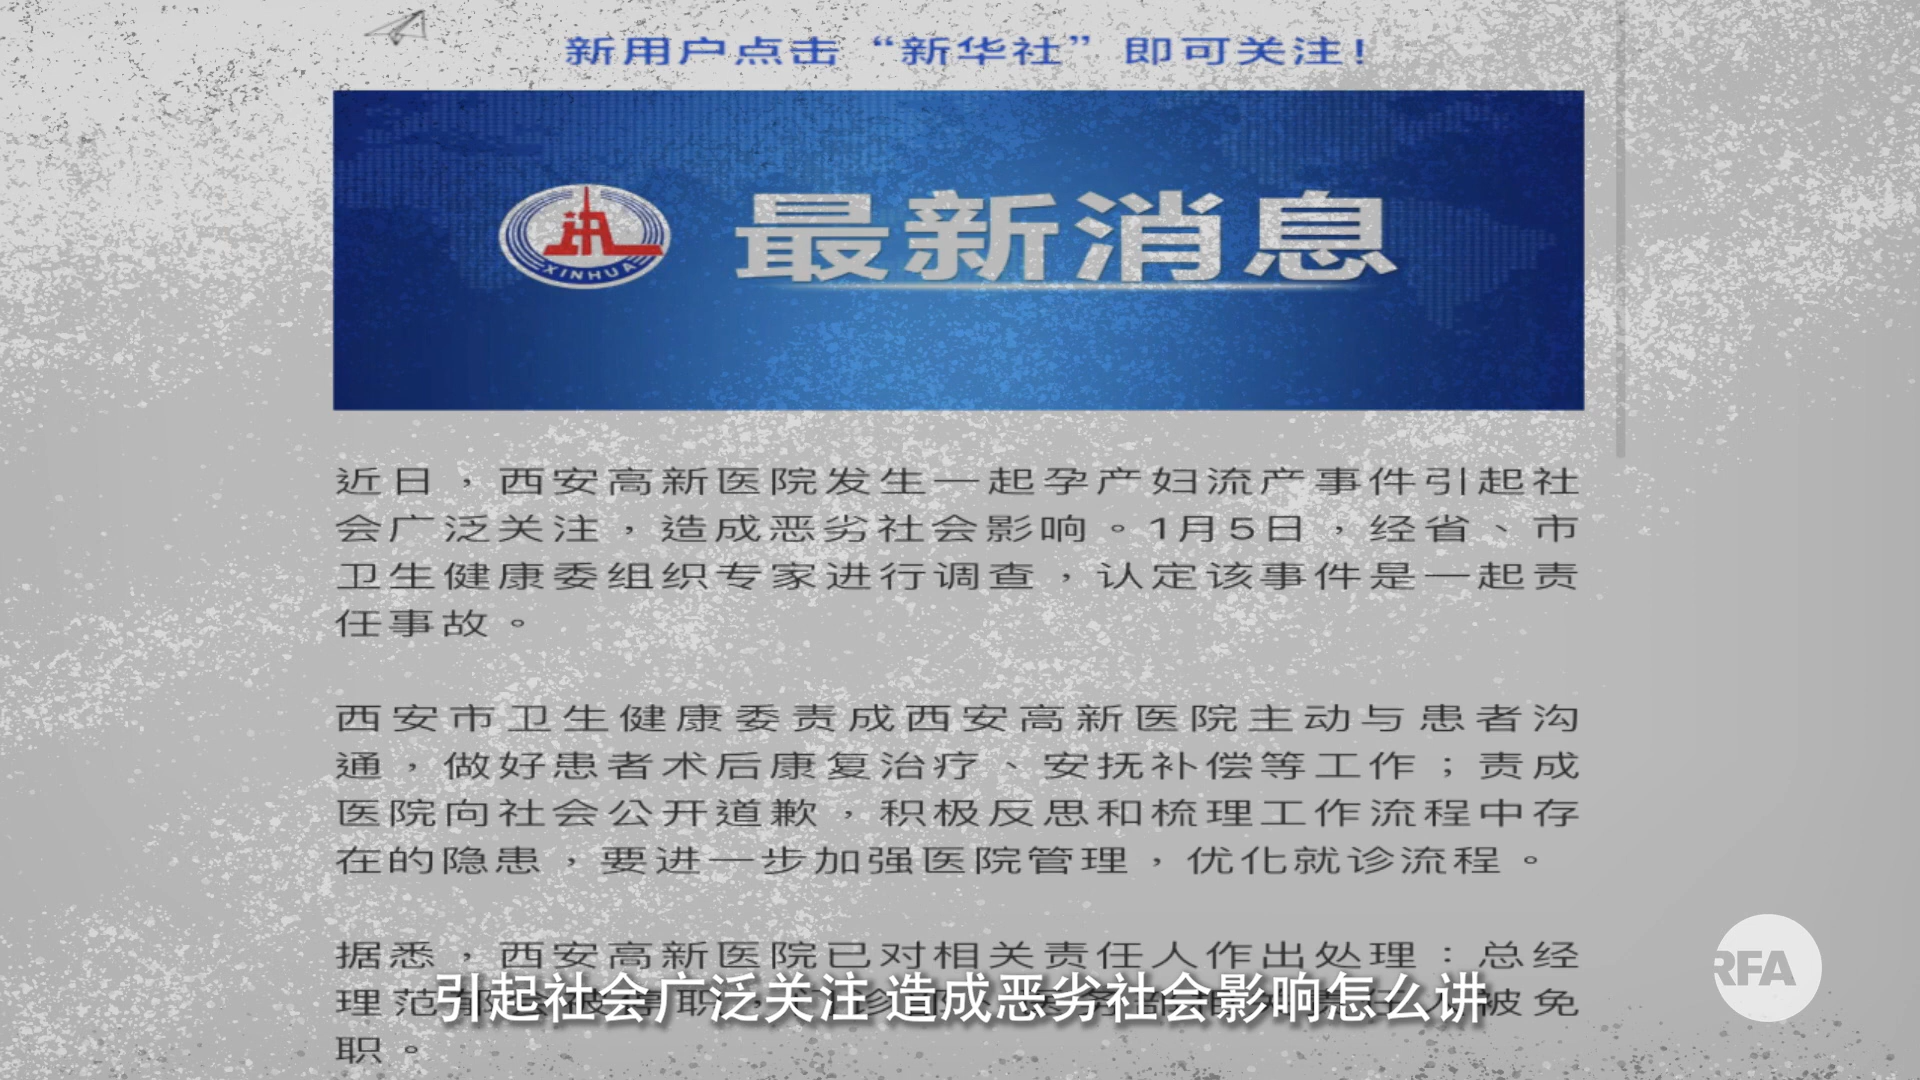 新用户点击“新华社”即可关注!
XINHUA
最新消息
近日,西安高新医院发生一起孕产妇流产事件引起社
会广泛关注,造成恶劣社会影响。1月5日,经省、市
卫生健康委组织专家进行调查,认定该事件是一起责
任事故。
西安市卫生健康委责成西安高新医院主动与患者沟
通,做好患者术后康复治疗、安抚补偿等工作;责成
医院向社会公开道歉,积极反思和梳理工作流程中存
在的隐患,要进一步加强医院管理,优化就诊流程。
据悉,西安高新医院已对相关责任人作出处理:总经
理范
职,
被免
职。
引起社会广泛关注 造成恶劣社会影响怎么讲
RFA